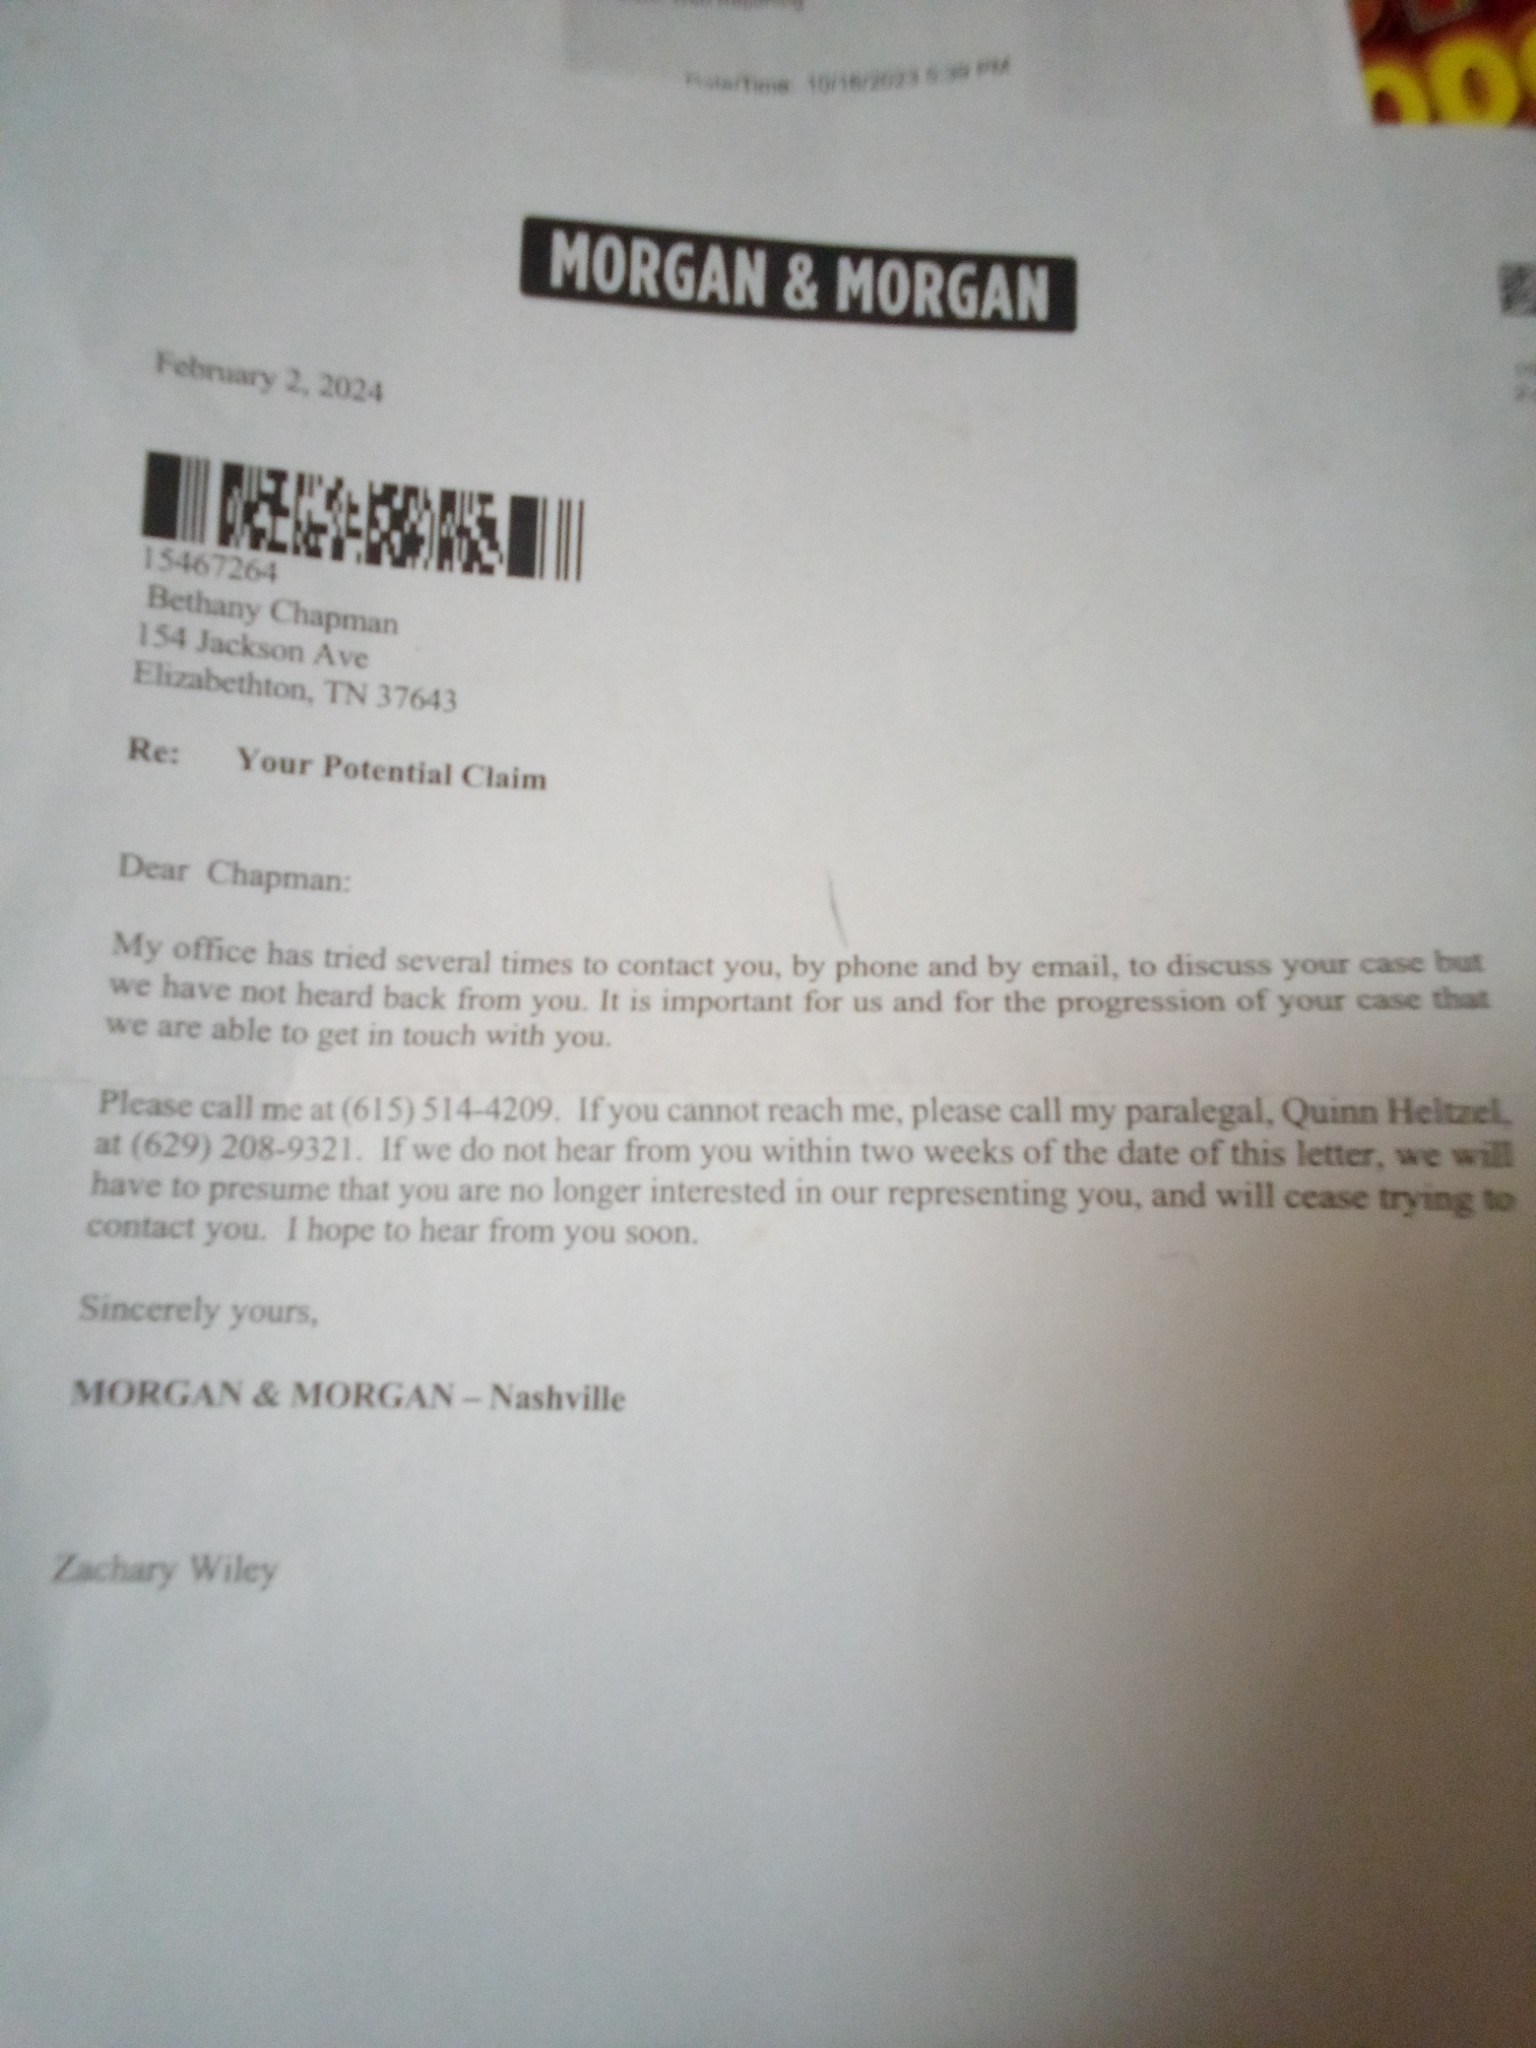 Date/Time: 10/16/2023 5:39 PM
MORGAN & MORGAN
February 2, 2024
15467264
Bethany Chapman
154 Jackson Ave
Elizabethton, TN 37643
Re: Your Potential Claim
Dear Chapman:
My office has tried several times to contact you, by phone and by email, to discuss your case but
we have not heard back from you. It is important for us and for the progression of your case that
we are able to get in touch with you.
Please call me at (615) 514-4209. If you cannot reach me, please call my paralegal, Quinn Heltzel,
at (629) 208-9321. If we do not hear from you within two weeks of the date of this letter, we will
have to presume that you are no longer interested in our representing you, and will cease trying to
contact you. I hope to hear from you soon.
Sincerely yours,
MORGAN & MORGAN – Nashville
Zachary Wiley